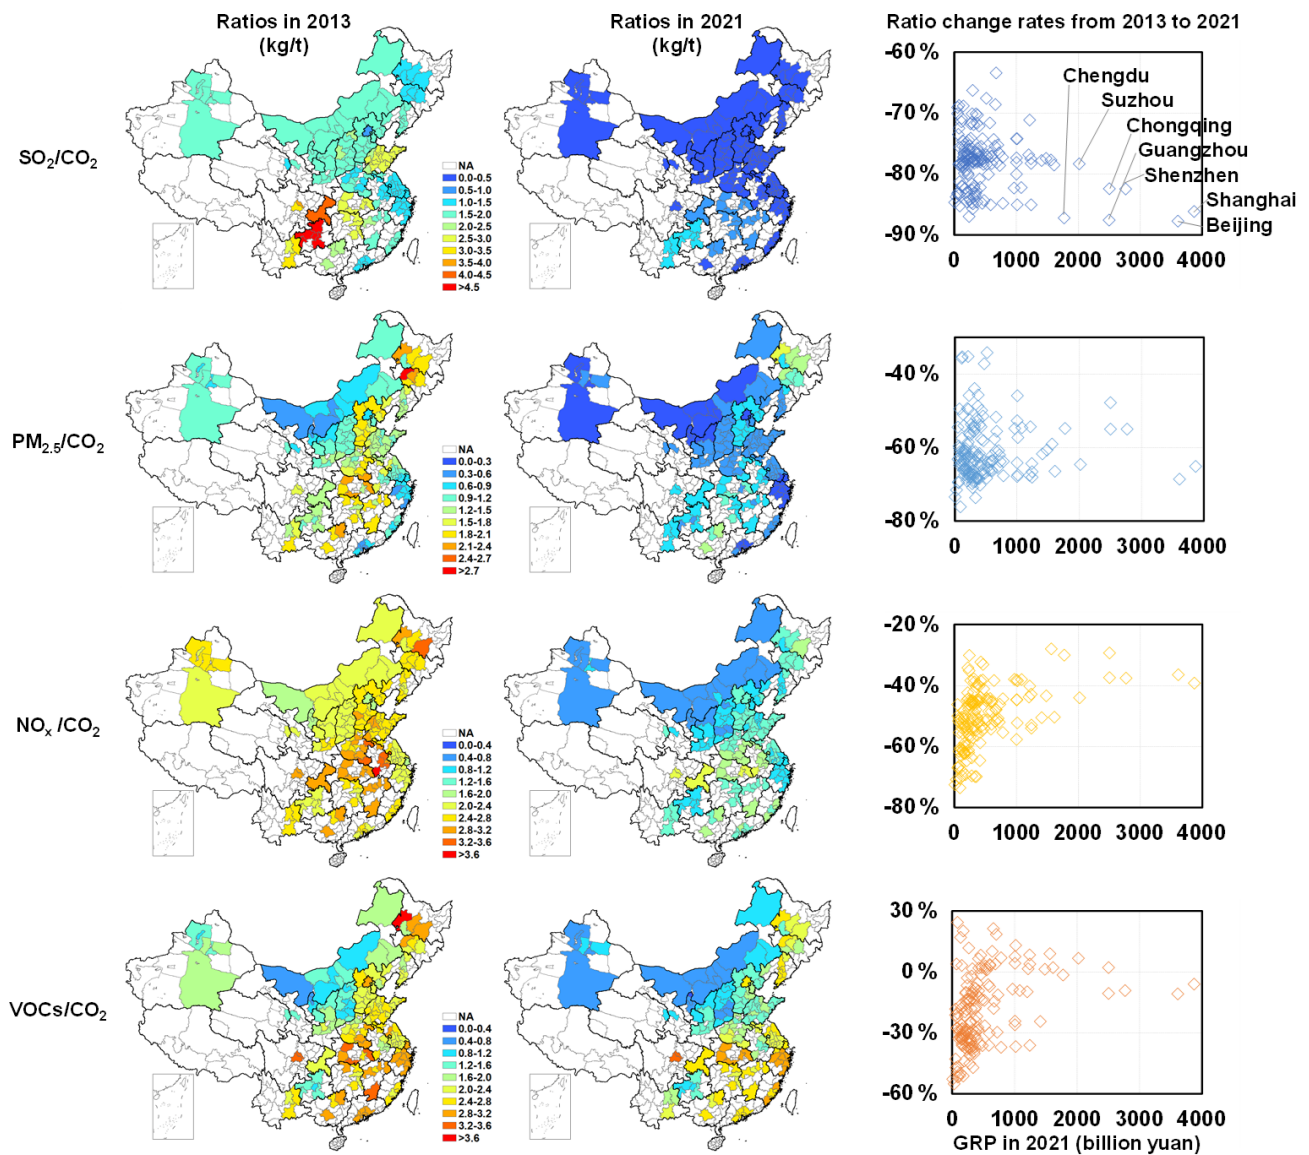 Ratios in 2013
(kg/t)
Ratios in 2021
(kg/t)
Ratio change rates from 2013 to 2021
SO₂/CO₂
NA
0.0-0.5
0.5-1.0
1.0-1.5
1.5-2.0
2.0-2.5
2.5-3.0
3.0-3.5
3.5-4.0
4.0-4.5
>4.5
-60 %
-70 %
-80 %
-90 %
Chengdu
Suzhou
Chongqing
Guangzhou
Shenzhen
Shanghai
Beijing
0 1000 2000 3000 4000
PM₂.₅/CO₂
NA
0.0-0.3
0.3-0.6
0.6-0.9
0.9-1.2
1.2-1.5
1.5-1.8
1.8-2.1
2.1-2.4
2.4-2.7
>2.7
-40 %
-60 %
-80 %
0 1000 2000 3000 4000
NOₓ /CO₂
NA
0.0-0.4
0.4-0.8
0.8-1.2
1.2-1.6
1.6-2.0
2.0-2.4
2.4-2.8
2.8-3.2
3.2-3.6
>3.6
-20 %
-40 %
-60 %
-80 %
0 1000 2000 3000 4000
VOCs/CO₂
NA
0.0-0.4
0.4-0.8
0.8-1.2
1.2-1.6
1.6-2.0
2.0-2.4
2.4-2.8
2.8-3.2
3.2-3.6
>3.6
30 %
0 %
-30 %
-60 %
0 1000 2000 3000 4000
GRP in 2021 (billion yuan)